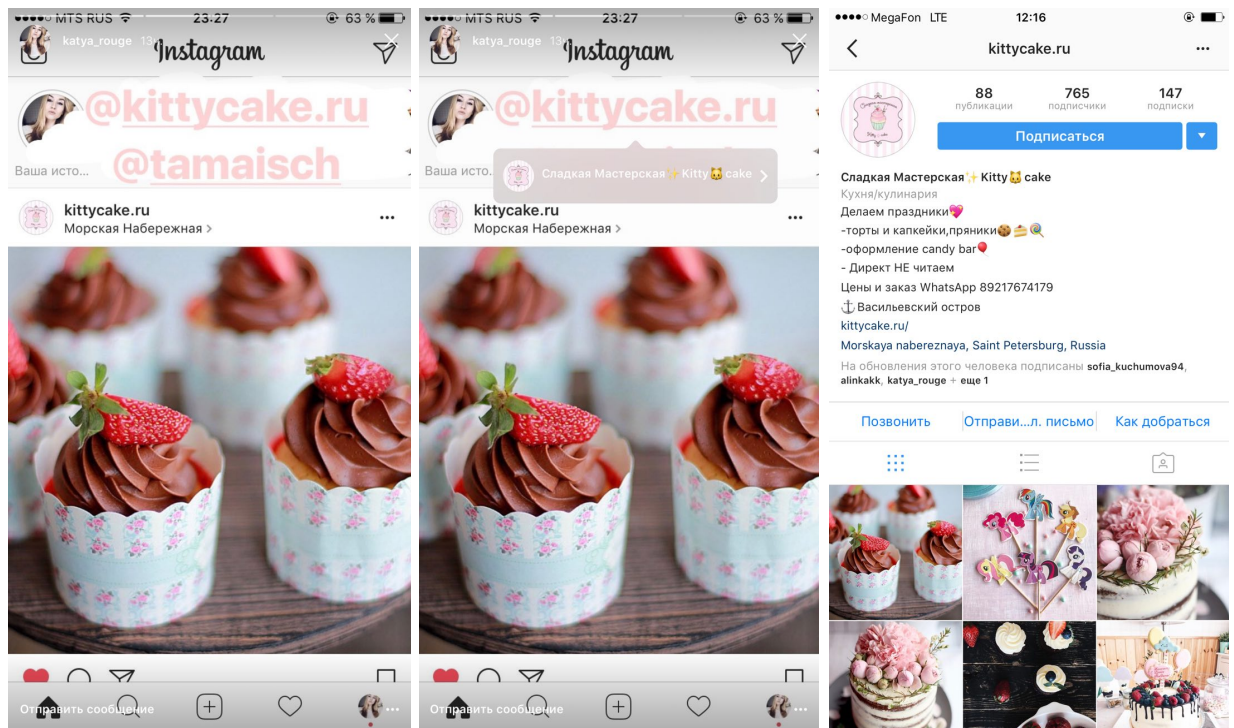 MTS RUS 23:27 63 %
katya_rouge 13
Instagram
@kittycake.ru
@tamaisch
Ваша исто...
kittycake.ru
Морская Набережная >
Отправить сообщение
MTS RUS 23:27 63 %
katya_rouge 13
Instagram
@kittycake.ru
Сладкая Мастерская✨Kitty🐱cake >
Ваша исто...
kittycake.ru
Морская Набережная >
Отправить сообщение
MegaFon LTE 12:16
kittycake.ru
88 765 147
публикации подписчики подписки
Подписаться
Сладкая Мастерская✨Kitty🐱cake
Кухня/кулинария
Делаем праздники💖
-торты и капкейки,пряники🍪🍰🍭
-оформление candy bar🎈
- Директ НЕ читаем
Цены и заказ WhatsApp 89217674179
⚓Васильевский остров
kittycake.ru/
Morskaya nabereznaya, Saint Petersburg, Russia
На обновления этого человека подписаны sofia_kuchumova94,
alinkakk, katya_rouge + еще 1
Позвонить Отправи...л. письмо Как добраться